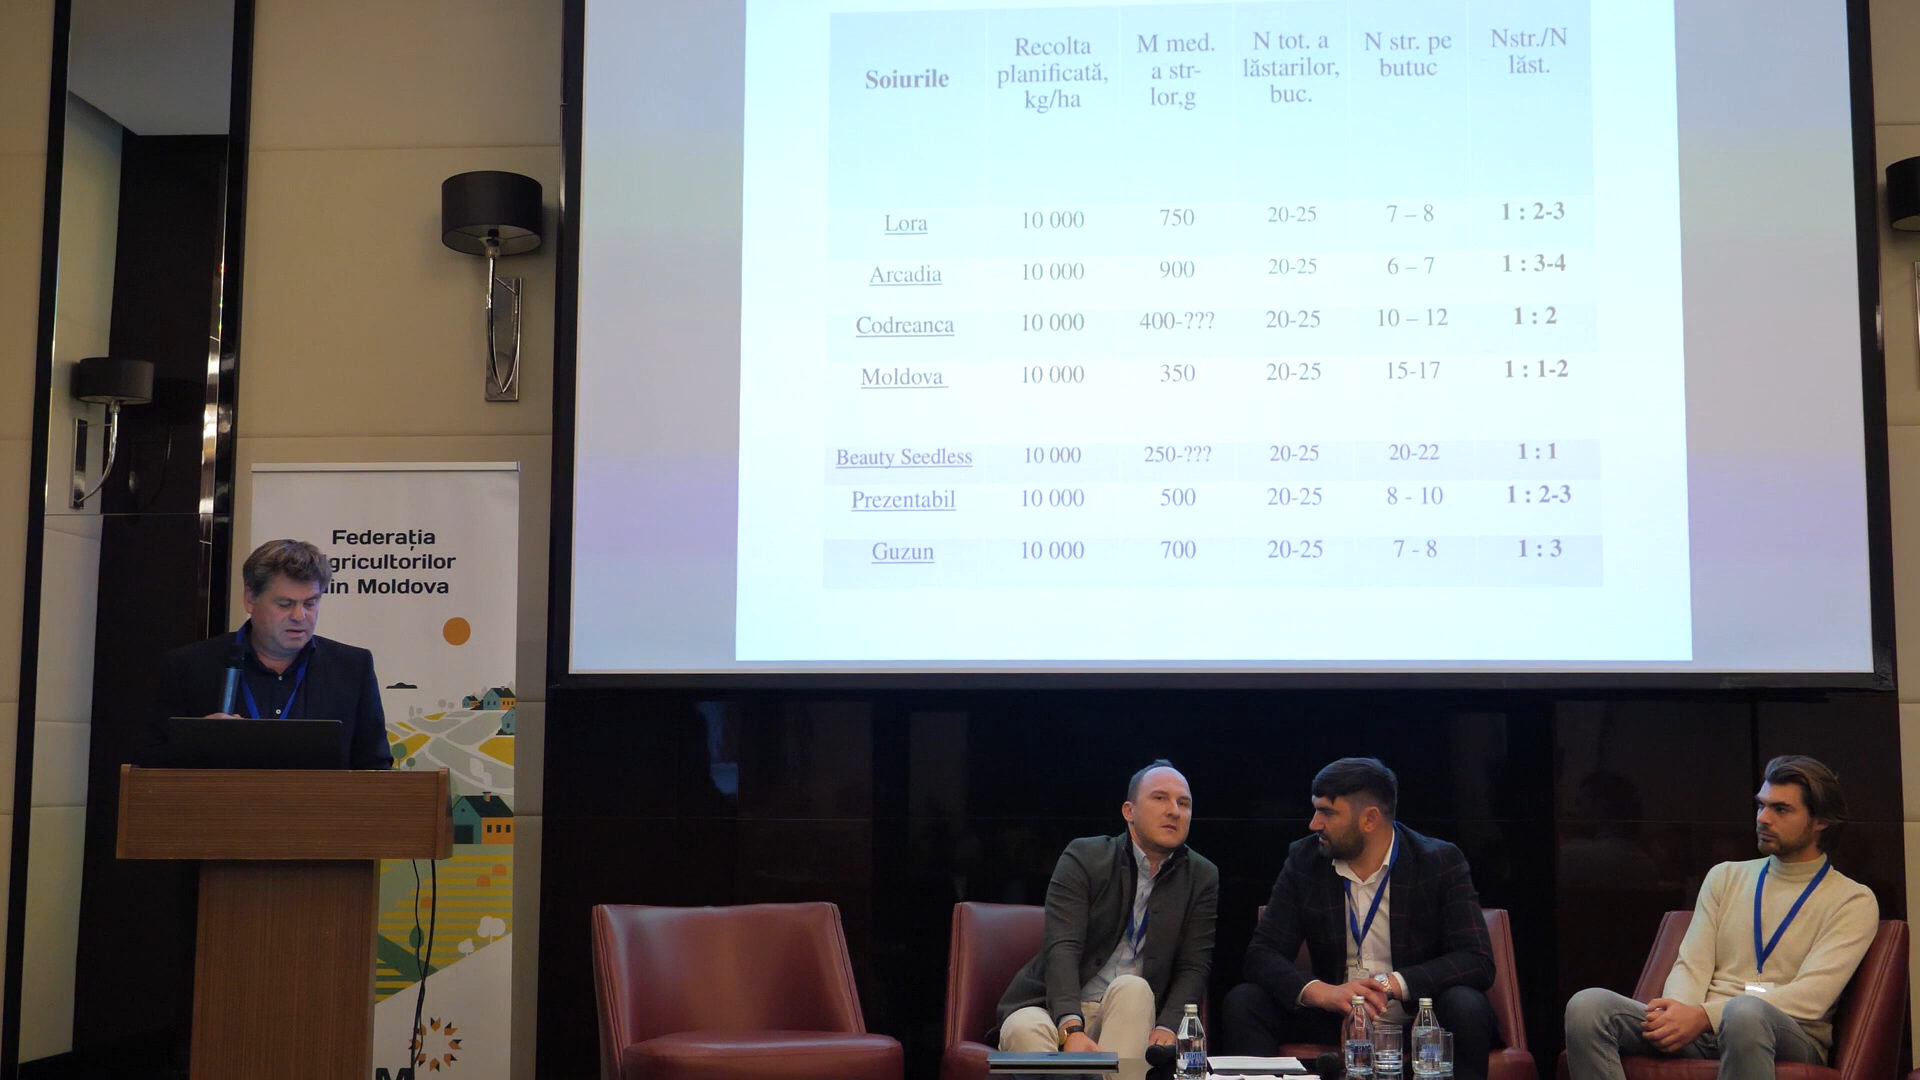 Soiurile
Recolta
planificată,
kg/ha
M med.
a str-
lor,g
N tot. a
lăstarilor,
buc.
N str. pe
butuc
Nstr./N
lăst.
Lora 10 000 750 20-25 7 – 8 1 : 2-3
Arcadia 10 000 900 20-25 6 – 7 1 : 3-4
Codreanca 10 000 400-??? 20-25 10 – 12 1 : 2
Moldova 10 000 350 20-25 15-17 1 : 1-2
Beauty Seedless 10 000 250-??? 20-25 20-22 1 : 1
Prezentabil 10 000 500 20-25 8 - 10 1 : 2-3
Guzun 10 000 700 20-25 7 - 8 1 : 3
Federația
gricultorilor
in Moldova